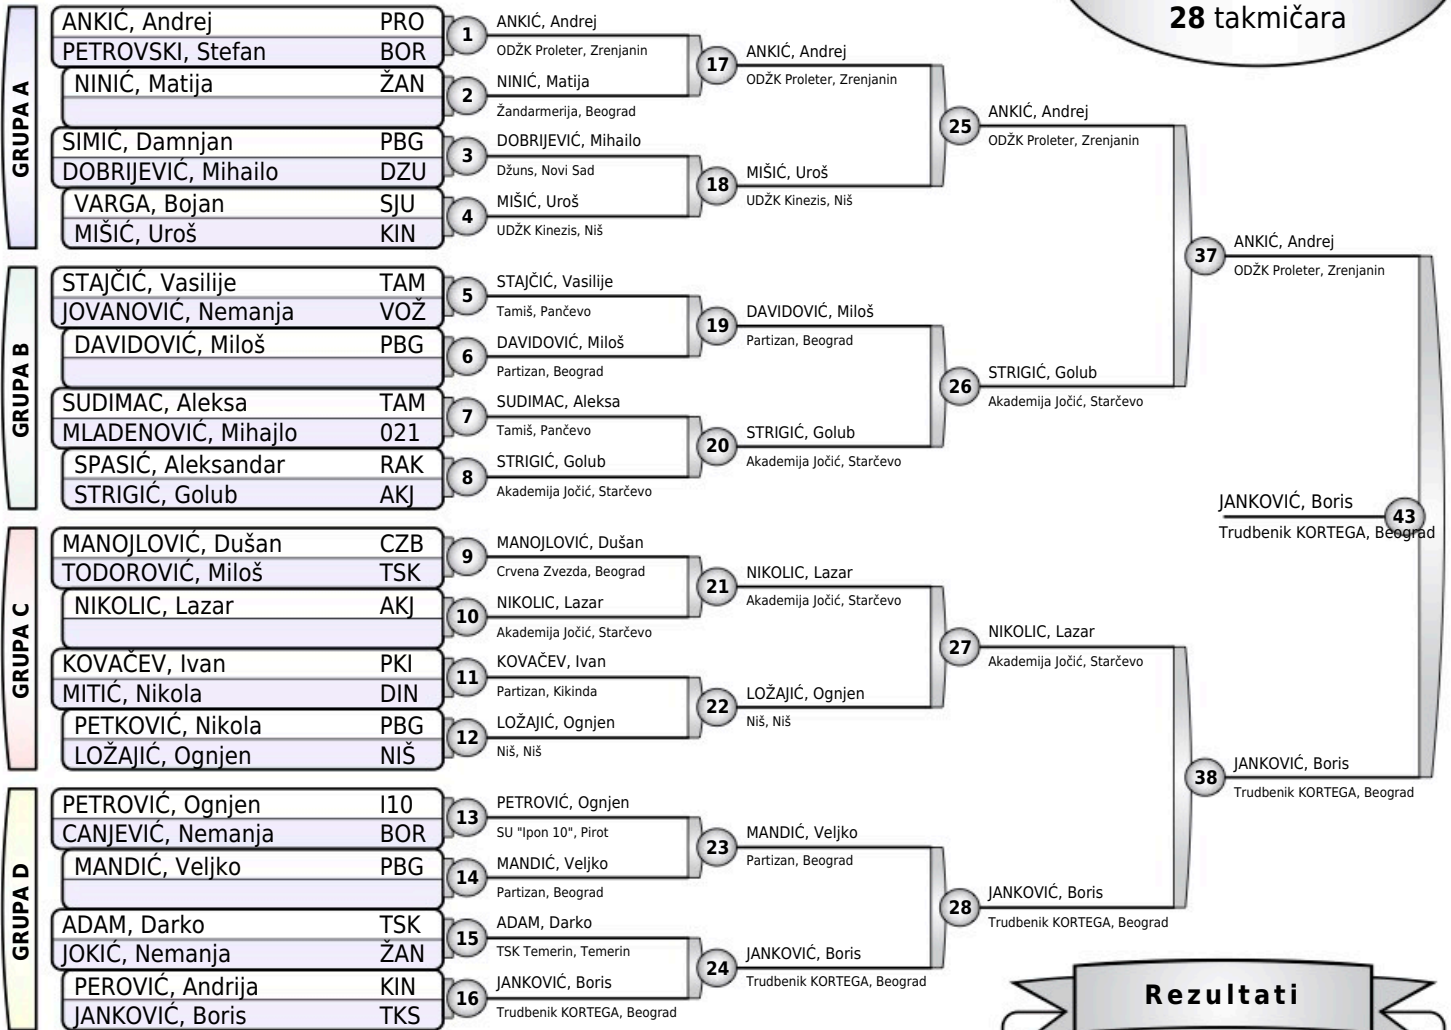 28 takmičara
GRUPA A
ANKIĆ, Andrej PRO
PETROVSKI, Stefan BOR
NINIĆ, Matija ŽAN
SIMIĆ, Damnjan PBG
DOBRIJEVIĆ, Mihailo DZU
VARGA, Bojan SJU
MIŠIĆ, Uroš KIN
GRUPA B
STAJČIĆ, Vasilije TAM
JOVANOVIĆ, Nemanja VOŽ
DAVIDOVIĆ, Miloš PBG
SUDIMAC, Aleksa TAM
MLADENOVIĆ, Mihajlo 021
SPASIĆ, Aleksandar RAK
STRIGIĆ, Golub AKJ
GRUPA C
MANOJLOVIĆ, Dušan CZB
TODOROVIĆ, Miloš TSK
NIKOLIC, Lazar AKJ
KOVAČEV, Ivan PKI
MITIĆ, Nikola DIN
PETKOVIĆ, Nikola PBG
LOŽAJIĆ, Ognjen NIŠ
GRUPA D
PETROVIĆ, Ognjen I10
CANJEVIĆ, Nemanja BOR
MANDIĆ, Veljko PBG
ADAM, Darko TSK
JOKIĆ, Nemanja ŽAN
PEROVIĆ, Andrija KIN
JANKOVIĆ, Boris TKS
1
ANKIĆ, Andrej
ODŽK Proleter, Zrenjanin
2
NINIĆ, Matija
Žandarmerija, Beograd
3
DOBRIJEVIĆ, Mihailo
Džuns, Novi Sad
4
MIŠIĆ, Uroš
UDŽK Kinezis, Niš
5
STAJČIĆ, Vasilije
Tamiš, Pančevo
6
DAVIDOVIĆ, Miloš
Partizan, Beograd
7
SUDIMAC, Aleksa
Tamiš, Pančevo
8
STRIGIĆ, Golub
Akademija Jočić, Starčevo
9
MANOJLOVIĆ, Dušan
Crvena Zvezda, Beograd
10
NIKOLIC, Lazar
Akademija Jočić, Starčevo
11
KOVAČEV, Ivan
Partizan, Kikinda
12
LOŽAJIĆ, Ognjen
Niš, Niš
13
PETROVIĆ, Ognjen
SU "Ipon 10", Pirot
14
MANDIĆ, Veljko
Partizan, Beograd
15
ADAM, Darko
TSK Temerin, Temerin
16
JANKOVIĆ, Boris
Trudbenik KORTEGA, Beograd
17
ANKIĆ, Andrej
ODŽK Proleter, Zrenjanin
18
MIŠIĆ, Uroš
UDŽK Kinezis, Niš
19
DAVIDOVIĆ, Miloš
Partizan, Beograd
20
STRIGIĆ, Golub
Akademija Jočić, Starčevo
21
NIKOLIC, Lazar
Akademija Jočić, Starčevo
22
LOŽAJIĆ, Ognjen
Niš, Niš
23
MANDIĆ, Veljko
Partizan, Beograd
24
JANKOVIĆ, Boris
Trudbenik KORTEGA, Beograd
25
ANKIĆ, Andrej
ODŽK Proleter, Zrenjanin
26
STRIGIĆ, Golub
Akademija Jočić, Starčevo
27
NIKOLIC, Lazar
Akademija Jočić, Starčevo
28
JANKOVIĆ, Boris
Trudbenik KORTEGA, Beograd
37
ANKIĆ, Andrej
ODŽK Proleter, Zrenjanin
38
JANKOVIĆ, Boris
Trudbenik KORTEGA, Beograd
JANKOVIĆ, Boris
43
Trudbenik KORTEGA, Beograd
Rezultati